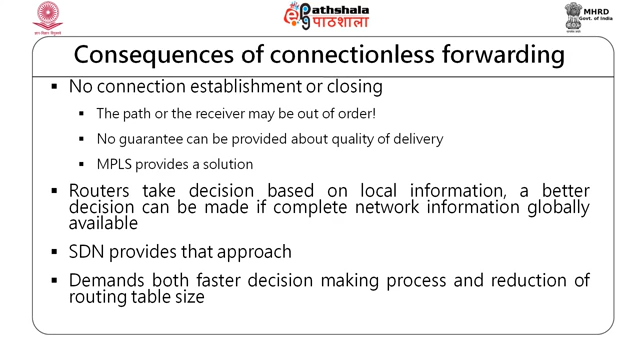 Pathshala
पाठशाला
MHRD
Govt. of India
Consequences of connectionless forwarding
▪ No connection establishment or closing
▪ The path or the receiver may be out of order!
▪ No guarantee can be provided about quality of delivery
▪ MPLS provides a solution
▪ Routers take decision based on local information, a better
decision can be made if complete network information globally
available
▪ SDN provides that approach
▪ Demands both faster decision making process and reduction of
routing table size